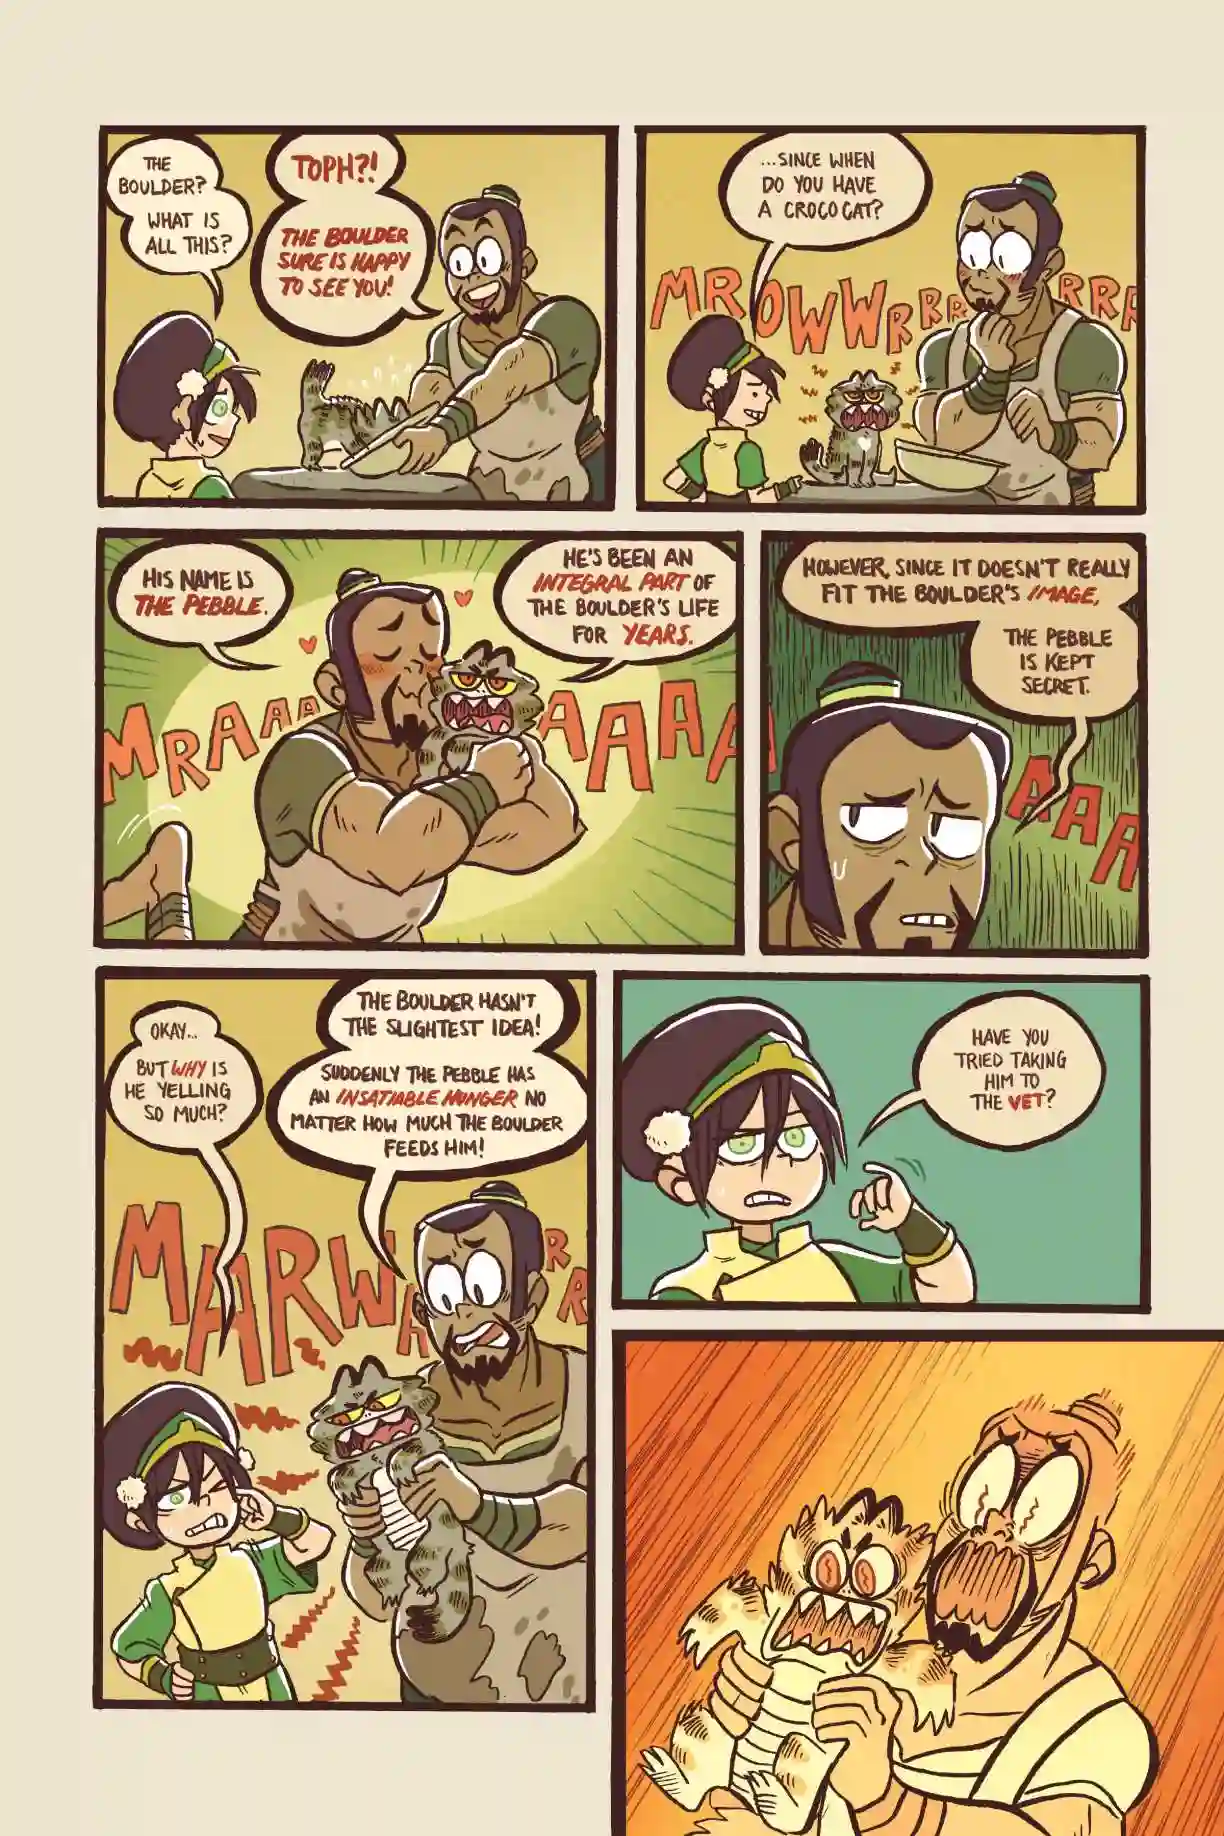 THE
BOULDER?
WHAT IS
ALL THIS?
TOPH?!
THE BOULDER
SURE IS HAPPY
TO SEE YOU!
...SINCE WHEN
DO YOU HAVE
A CROCOCAT?
MROWWRRRRRR
HIS NAME IS
THE PEBBLE.
HE'S BEEN AN
INTEGRAL PART OF
THE BOULDER'S LIFE
FOR YEARS.
MRAAAAAAAA
HOWEVER, SINCE IT DOESN'T REALLY
FIT THE BOULDER'S IMAGE,
THE PEBBLE
IS KEPT
SECRET.
AAAA
OKAY...
BUT WHY IS
HE YELLING
SO MUCH?
THE BOULDER HASN'T
THE SLIGHTEST IDEA!
SUDDENLY THE PEBBLE HAS
AN INSATIABLE HUNGER NO
MATTER HOW MUCH THE BOULDER
FEEDS HIM!
MARWARR
HAVE YOU
TRIED TAKING
HIM TO
THE VET?